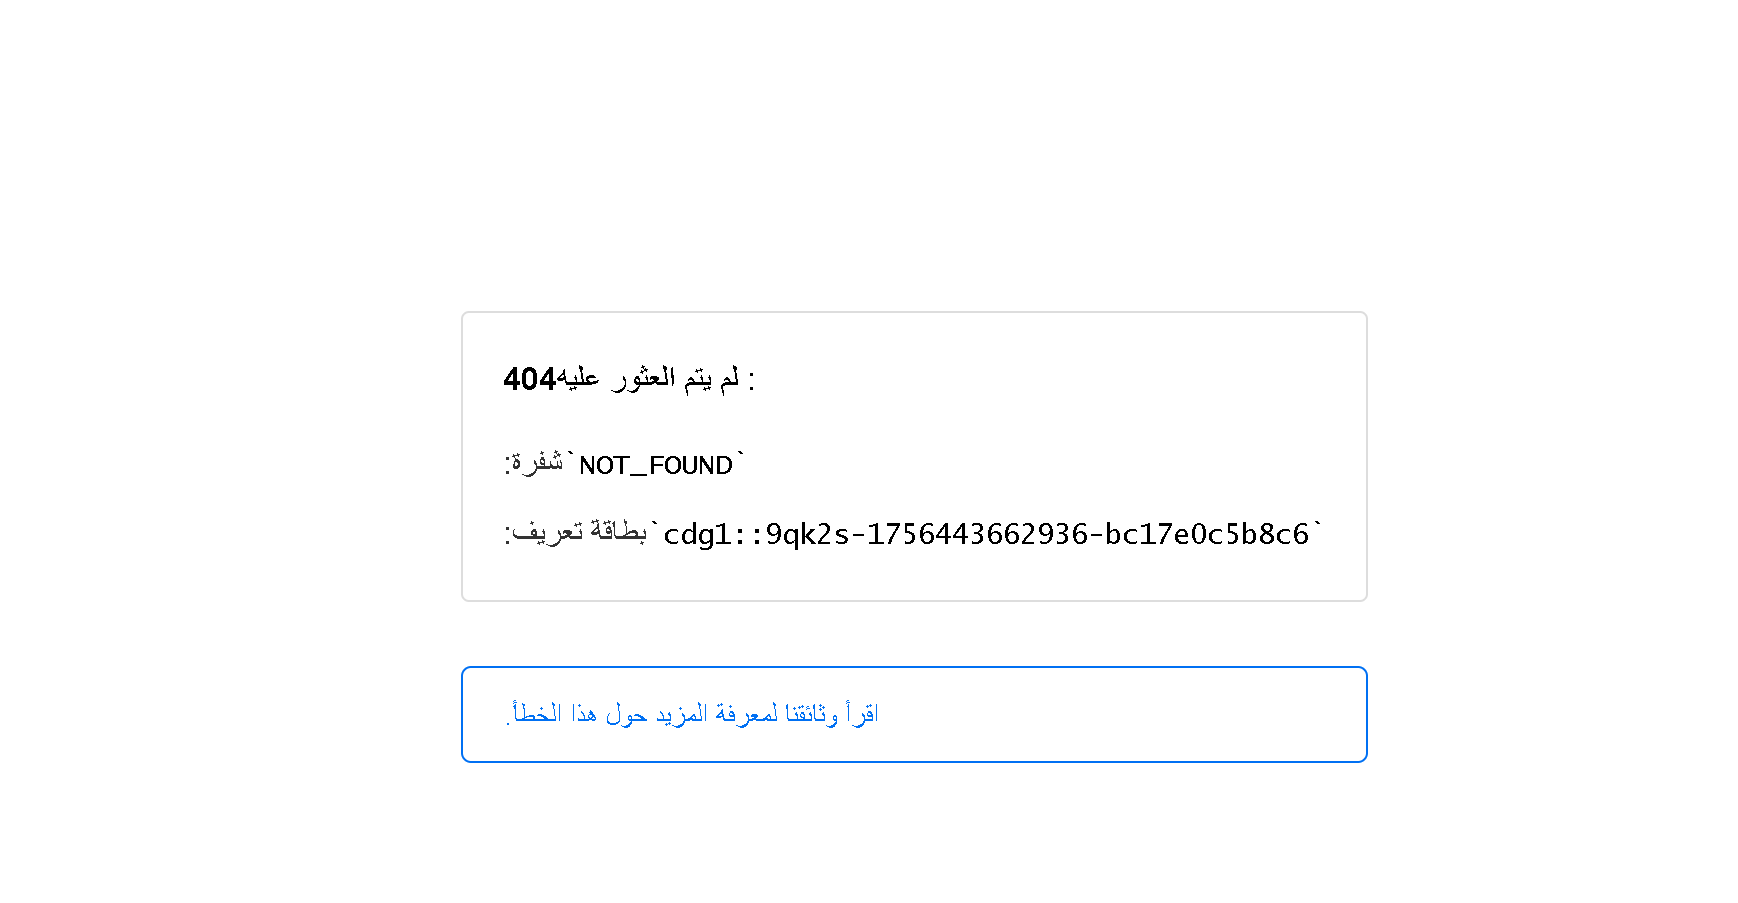 404: لم يتم العثور عليه
شفرة: `NOT_FOUND`
بطاقة تعريف: `cdg1::9qk2s-1756443662936-bc17e0c5b8c6`
اقرأ وثائقنا لمعرفة المزيد حول هذا الخطأ.